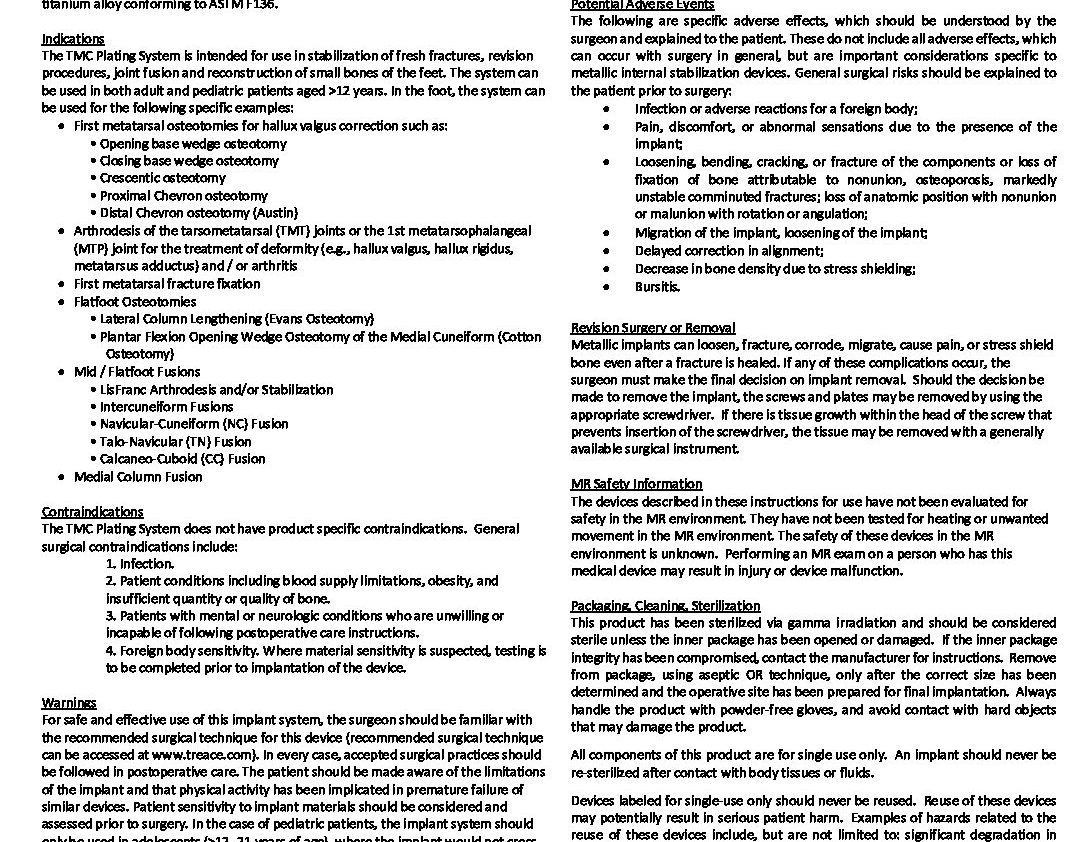 titanium alloy conforming to ASTM F136.
Indications
The TMC Plating System is intended for use in stabilization of fresh fractures, revision
procedures, joint fusion and reconstruction of small bones of the feet. The system can
be used in both adult and pediatric patients aged >12 years. In the foot, the system can
be used for the following specific examples:
• First metatarsal osteotomies for hallux valgus correction such as:
• Opening base wedge osteotomy
• Closing base wedge osteotomy
• Crescentic osteotomy
• Proximal Chevron osteotomy
• Distal Chevron osteotomy (Austin)
• Arthrodesis of the tarsometatarsal (TMT) joints or the 1st metatarsophalangeal
(MTP) joint for the treatment of deformity (e.g., hallux valgus, hallux rigidus,
metatarsus adductus) and / or arthritis
• First metatarsal fracture fixation
• Flatfoot Osteotomies
• Lateral Column Lengthening (Evans Osteotomy)
• Plantar Flexion Opening Wedge Osteotomy of the Medial Cuneiform (Cotton
Osteotomy)
• Mid / Flatfoot Fusions
• LisFranc Arthrodesis and/or Stabilization
• Intercuneiform Fusions
• Navicular-Cuneiform (NC) Fusion
• Talo-Navicular (TN) Fusion
• Calcaneo-Cuboid (CC) Fusion
• Medial Column Fusion
Contraindications
The TMC Plating System does not have product specific contraindications. General
surgical contraindications include:
1. Infection.
2. Patient conditions including blood supply limitations, obesity, and
insufficient quantity or quality of bone.
3. Patients with mental or neurologic conditions who are unwilling or
incapable of following postoperative care instructions.
4. Foreign body sensitivity. Where material sensitivity is suspected, testing is
to be completed prior to implantation of the device.
Warnings
For safe and effective use of this implant system, the surgeon should be familiar with
the recommended surgical technique for this device (recommended surgical technique
can be accessed at www.treace.com). In every case, accepted surgical practices should
be followed in postoperative care. The patient should be made aware of the limitations
of the implant and that physical activity has been implicated in premature failure of
similar devices. Patient sensitivity to implant materials should be considered and
assessed prior to surgery. In the case of pediatric patients, the implant system should
only be used in adolescents (>12 -21 years of age), where the implant would not cross
Potential Adverse Events
The following are specific adverse effects, which should be understood by the
surgeon and explained to the patient. These do not include all adverse effects, which
can occur with surgery in general, but are important considerations specific to
metallic internal stabilization devices. General surgical risks should be explained to
the patient prior to surgery:
• Infection or adverse reactions for a foreign body;
• Pain, discomfort, or abnormal sensations due to the presence of the
implant;
• Loosening, bending, cracking, or fracture of the components or loss of
fixation of bone attributable to nonunion, osteoporosis, markedly
unstable comminuted fractures; loss of anatomic position with nonunion
or malunion with rotation or angulation;
• Migration of the implant, loosening of the implant;
• Delayed correction in alignment;
• Decrease in bone density due to stress shielding;
• Bursitis.
Revision Surgery or Removal
Metallic implants can loosen, fracture, corrode, migrate, cause pain, or stress shield
bone even after a fracture is healed. If any of these complications occur, the
surgeon must make the final decision on implant removal. Should the decision be
made to remove the implant, the screws and plates may be removed by using the
appropriate screwdriver. If there is tissue growth within the head of the screw that
prevents insertion of the screwdriver, the tissue may be removed with a generally
available surgical instrument.
MR Safety Information
The devices described in these instructions for use have not been evaluated for
safety in the MR environment. They have not been tested for heating or unwanted
movement in the MR environment. The safety of these devices in the MR
environment is unknown. Performing an MR exam on a person who has this
medical device may result in injury or device malfunction.
Packaging, Cleaning, Sterilization
This product has been sterilized via gamma irradiation and should be considered
sterile unless the inner package has been opened or damaged. If the inner package
integrity has been compromised, contact the manufacturer for instructions. Remove
from package, using aseptic OR technique, only after the correct size has been
determined and the operative site has been prepared for final implantation. Always
handle the product with powder-free gloves, and avoid contact with hard objects
that may damage the product.
All components of this product are for single use only. An implant should never be
re-sterilized after contact with body tissues or fluids.
Devices labeled for single-use only should never be reused. Reuse of these devices
may potentially result in serious patient harm. Examples of hazards related to the
reuse of these devices include, but are not limited to: significant degradation in